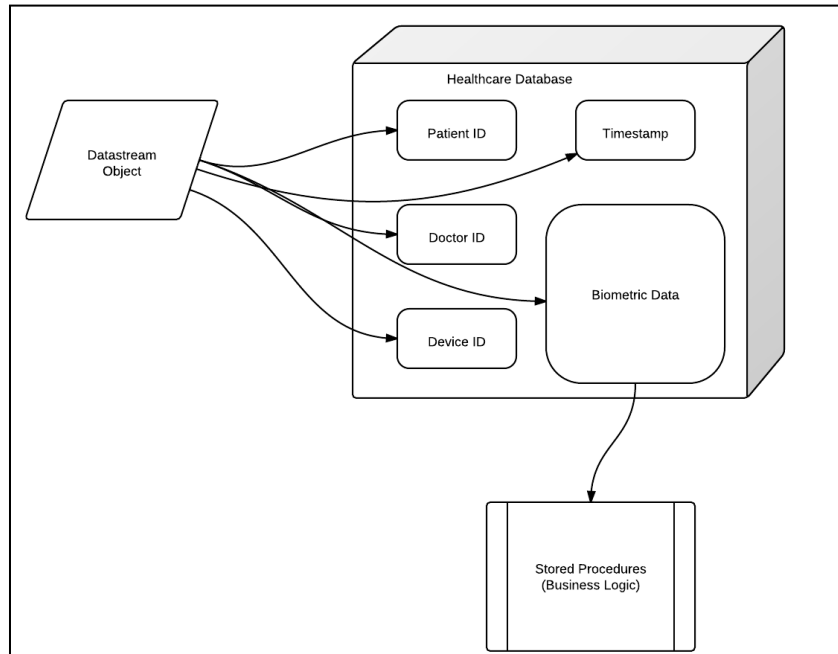 Healthcare Database
Datastream
Object
Patient ID
Timestamp
Doctor ID
Biometric Data
Device ID
Stored Procedures
(Business Logic)